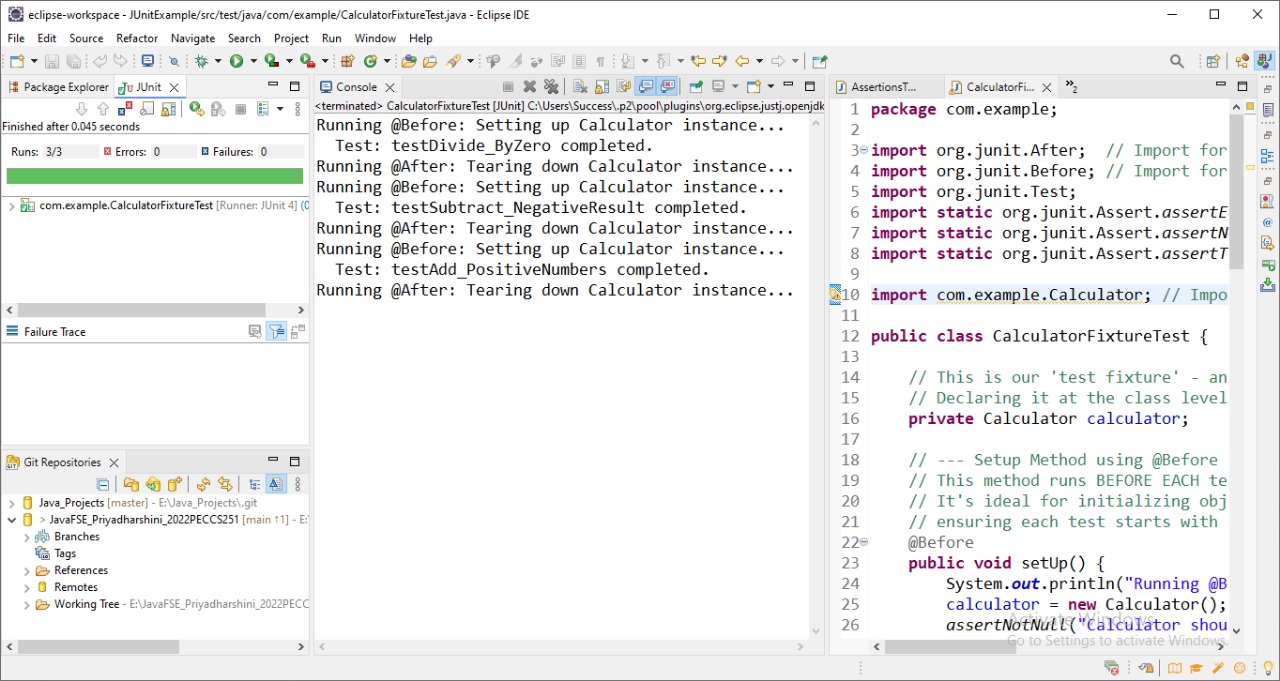 eclipse-workspace - JUnitExample/src/test/java/com/example/CalculatorFixtureTest.java - Eclipse IDE
File Edit Source Refactor Navigate Search Project Run Window Help
Package Explorer JUnit
Finished after 0.045 seconds
Runs: 3/3 Errors: 0 Failures: 0
com.example.CalculatorFixtureTest [Runner: JUnit 4] (0
Failure Trace
Git Repositories
Java_Projects [master] - E:\Java_Projects\.git
> JavaFSE_Priyadharshini_2022PECCS251 [main ↑1] - E:
Branches
Tags
References
Remotes
Working Tree - E:\JavaFSE_Priyadharshini_2022PECC
Console
<terminated> CalculatorFixtureTest [JUnit] C:\Users\Success\.p2\pool\plugins\org.eclipse.justj.openjdk
Running @Before: Setting up Calculator instance...
Test: testDivide_ByZero completed.
Running @After: Tearing down Calculator instance...
Running @Before: Setting up Calculator instance...
Test: testSubtract_NegativeResult completed.
Running @After: Tearing down Calculator instance...
Running @Before: Setting up Calculator instance...
Test: testAdd_PositiveNumbers completed.
Running @After: Tearing down Calculator instance...
AssertionsT... CalculatorFi... »2
1 package com.example;
2
3 import org.junit.After; // Import for
4 import org.junit.Before; // Import for
5 import org.junit.Test;
6 import static org.junit.Assert.assertE
7 import static org.junit.Assert.assertN
8 import static org.junit.Assert.assertT
9
10 import com.example.Calculator; // Impo
11
12 public class CalculatorFixtureTest {
13
14 // This is our 'test fixture' - an
15 // Declaring it at the class level
16 private Calculator calculator;
17
18 // --- Setup Method using @Before
19 // This method runs BEFORE EACH te
20 // It's ideal for initializing obj
21 // ensuring each test starts with
22 @Before
23 public void setUp() {
24 System.out.println("Running @B
25 calculator = new Calculator();
26 assertNotNull("Calculator shou
Activate Windows
Go to Settings to activate Windows.